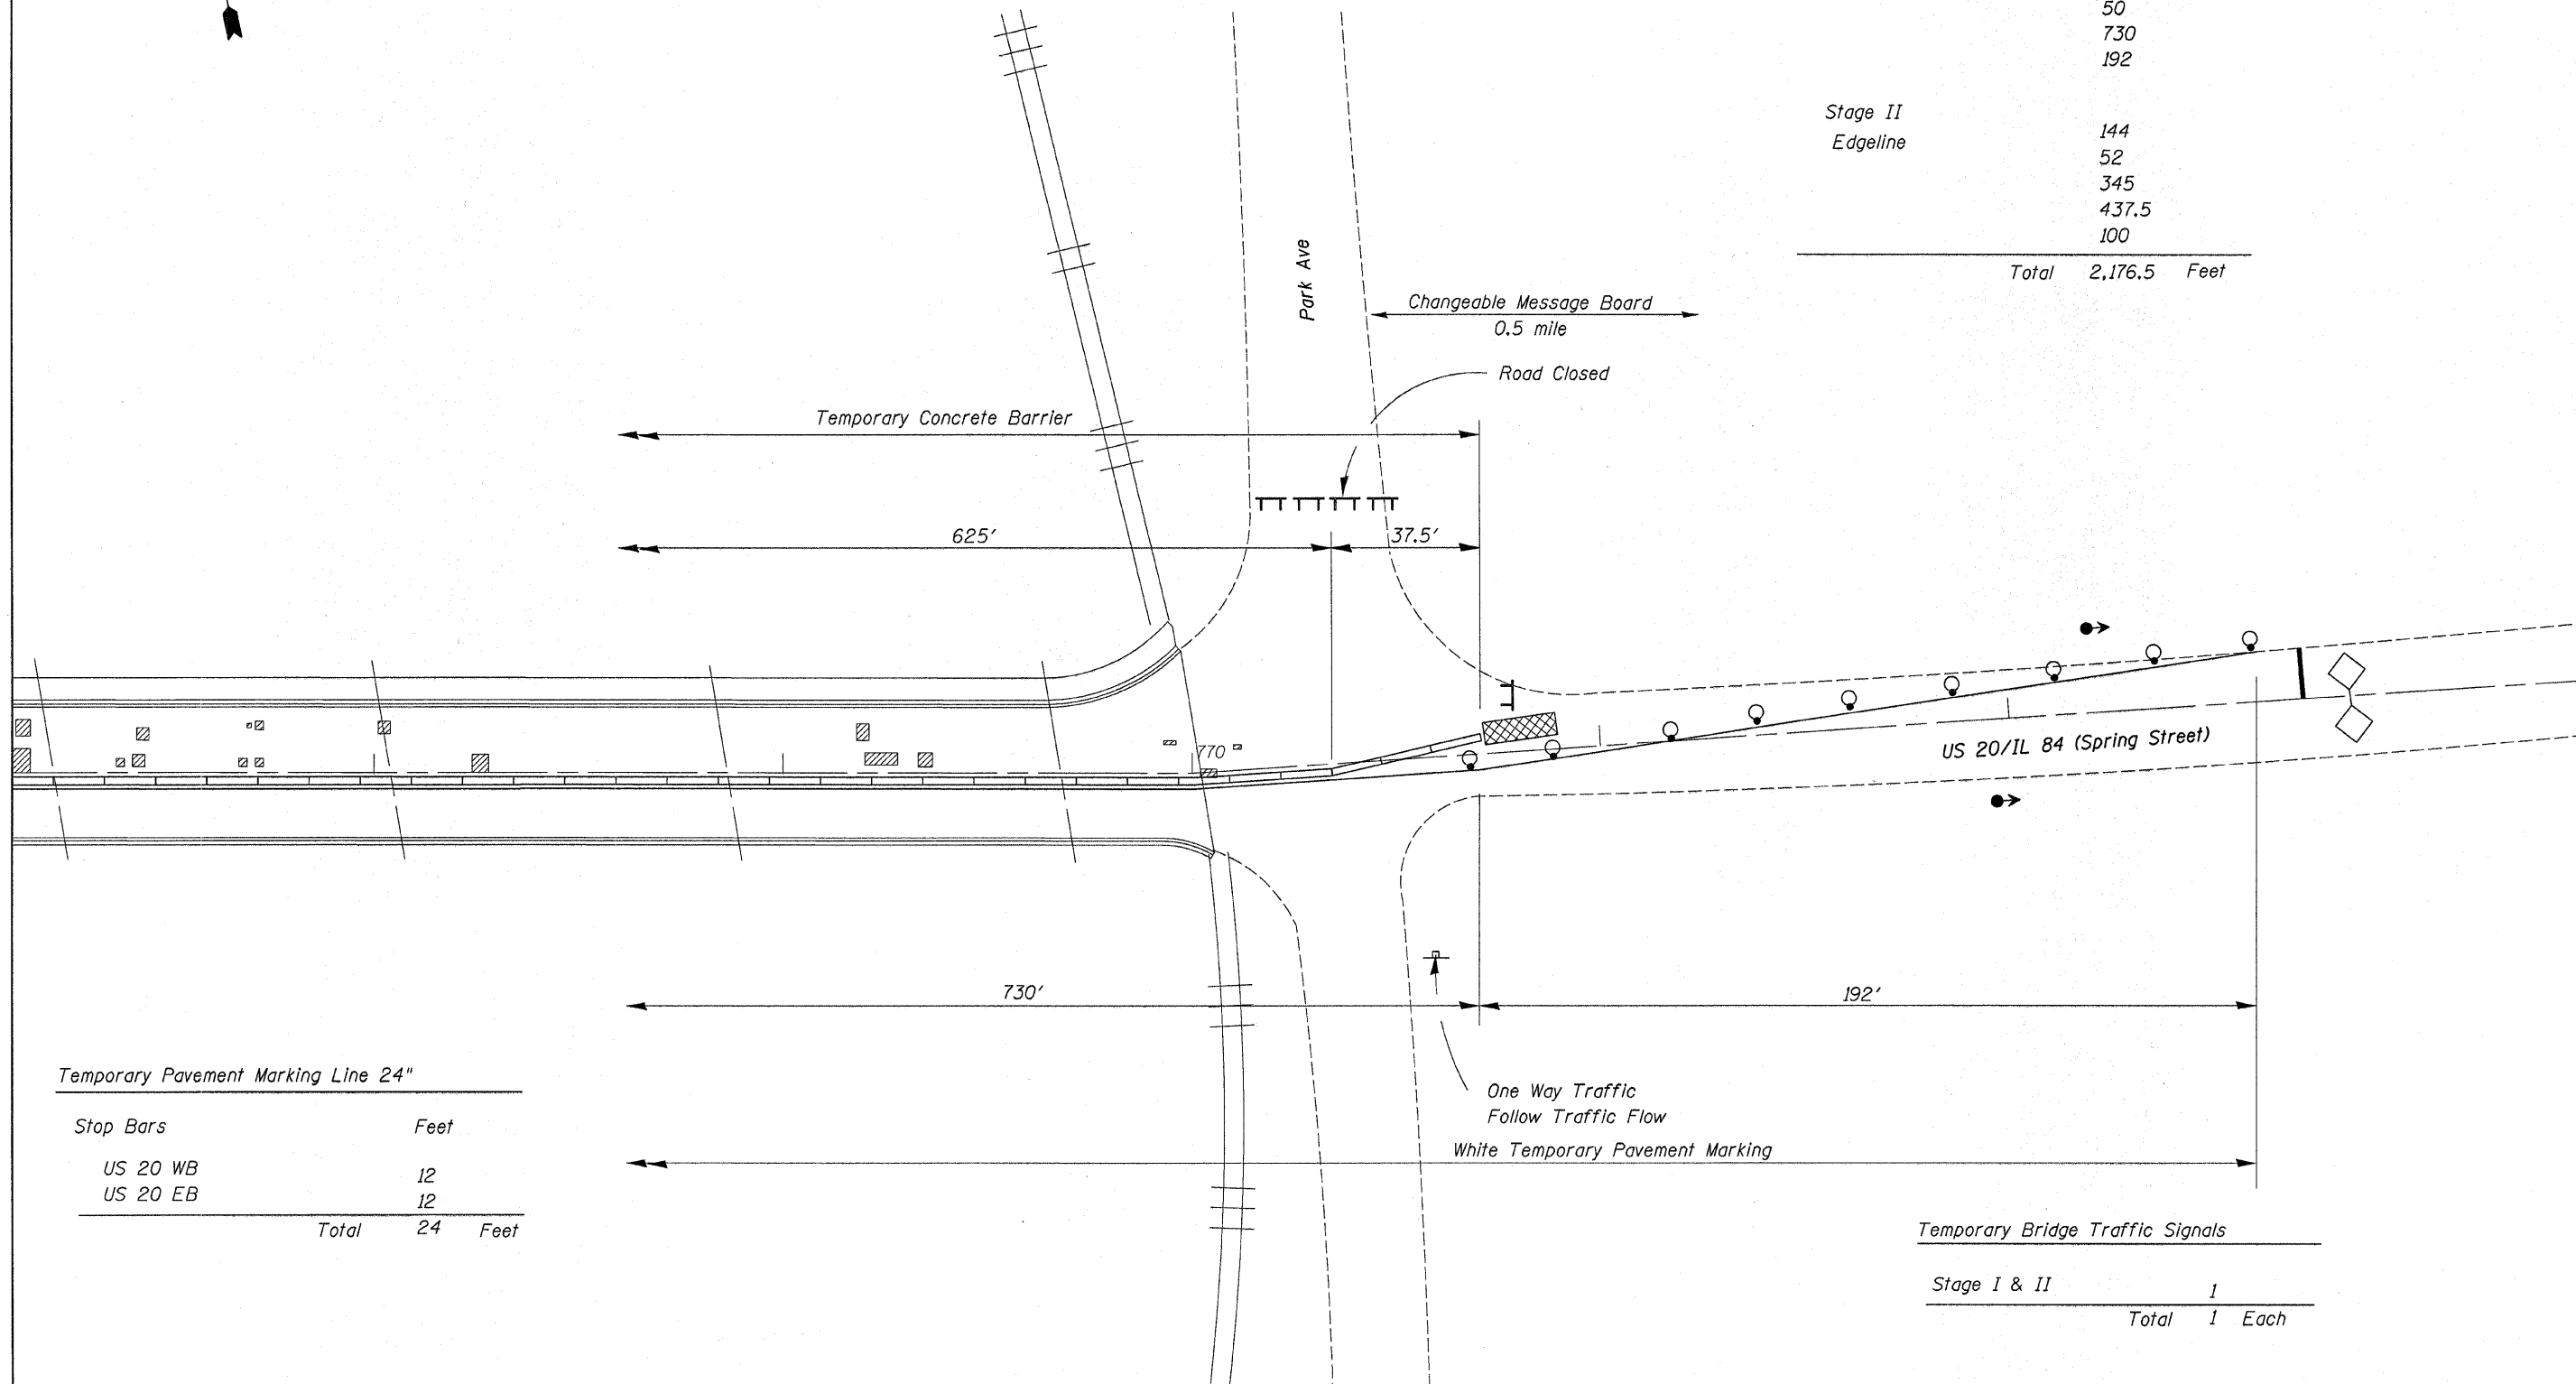 50
730
192
Stage II
Edgeline
144
52
345
437.5
100
Total 2,176.5 Feet
Park Ave
Changeable Message Board
0.5 mile
Road Closed
Temporary Concrete Barrier
625'
37.5'
770
US 20/IL 84 (Spring Street)
730'
192'
One Way Traffic
Follow Traffic Flow
White Temporary Pavement Marking
Temporary Pavement Marking Line 24"
Stop Bars Feet
US 20 WB 12
US 20 EB 12
Total 24 Feet
Temporary Bridge Traffic Signals
Stage I & II 1
Total 1 Each